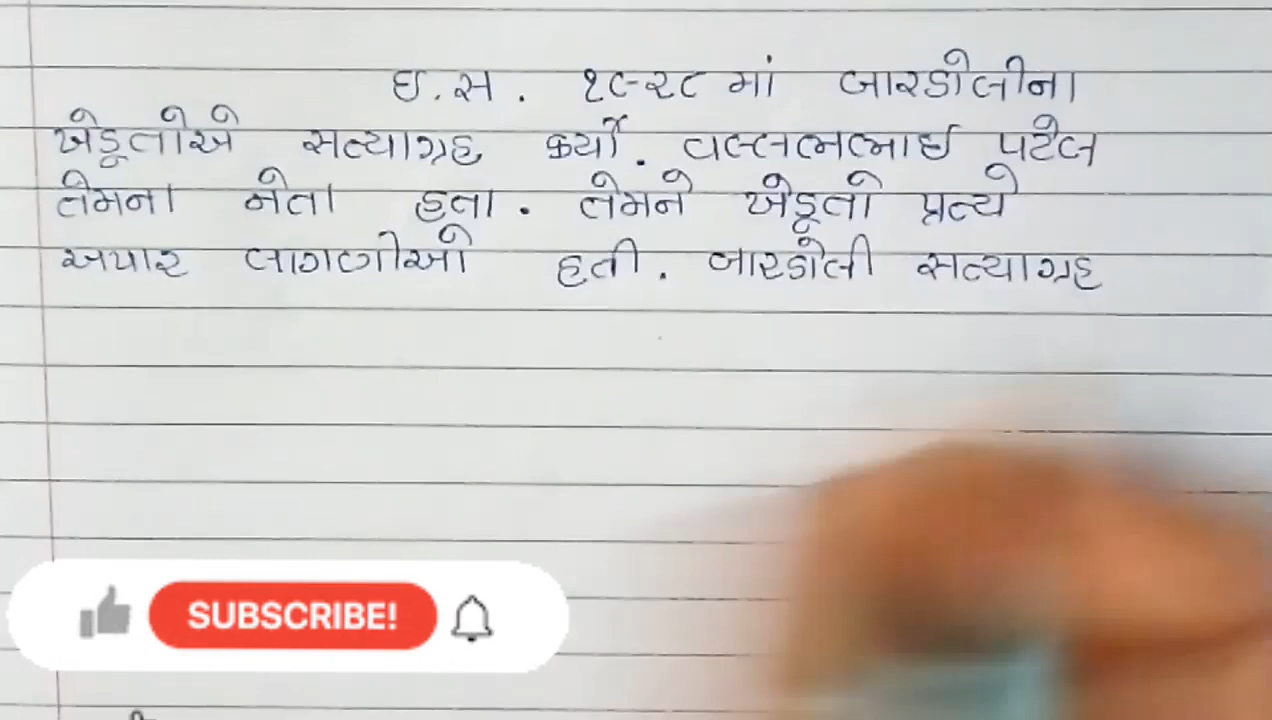 ઇ.સ. ૧૯૨૮ માં બારડોલીના
ખેડૂતોએ સત્યાગ્રહ કર્યો. વલ્લભભાઈ પટેલ
તેમના નેતા હતા. તેમને ખેડૂતો પ્રત્યે
અપાર લાગણીઓ હતી. બારડોલી સત્યાગ્રહ
SUBSCRIBE!